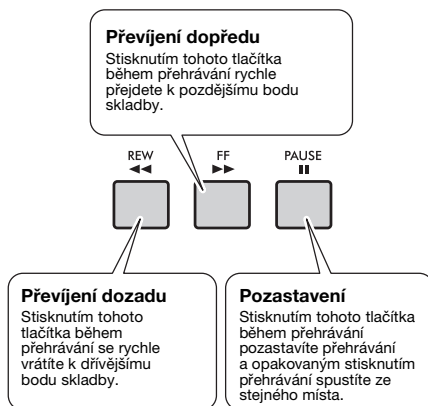 Převíjení dopředu
Stisknutím tohoto tlačítka
během přehrávání rychle
přejdete k pozdějšímu bodu
skladby.
REW FF PAUSE
Převíjení dozadu
Stisknutím tohoto
tlačítka během
přehrávání se rychle
vrátíte k dřívějšímu
bodu skladby.
Pozastavení
Stisknutím tohoto tlačítka
během přehrávání
pozastavíte přehrávání
a opakovaným stisknutím
přehrávání spustíte ze
stejného místa.